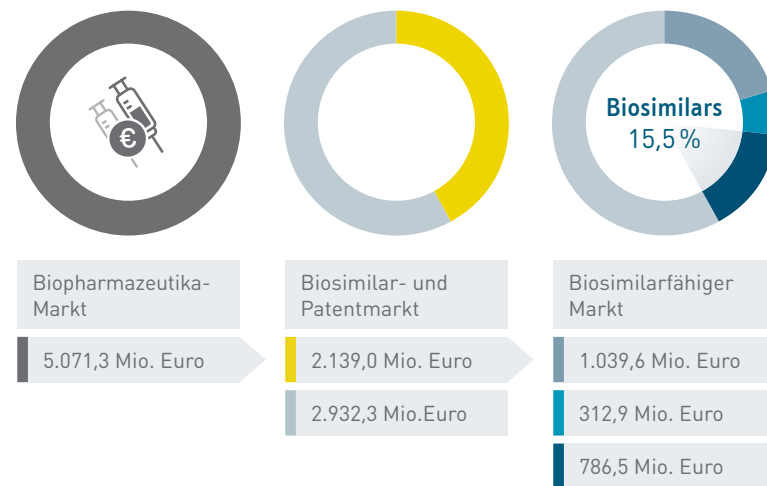 €
Biosimilars
15,5 %
Biopharmazeutika-
Markt
5.071,3 Mio. Euro
Biosimilar- und
Patentmarkt
2.139,0 Mio. Euro
2.932,3 Mio.Euro
Biosimilarfähiger
Markt
1.039,6 Mio. Euro
312,9 Mio. Euro
786,5 Mio. Euro